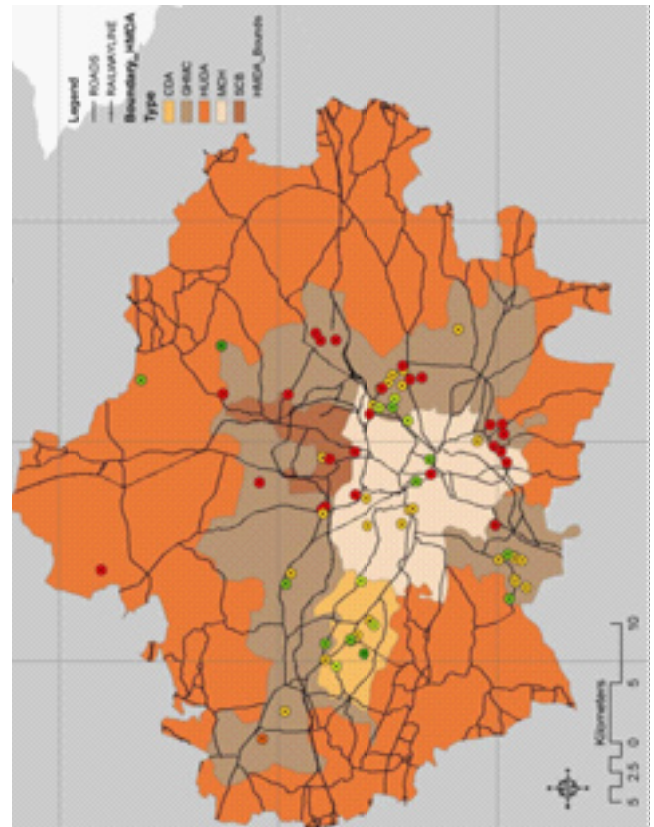 Legend
ROADS
RAILWAYLINE
Boundary_HMDA
Type
CDA
GHMC
HUDA
MCH
SCB
HMDA_Bounds
5 2.5 0 5 10
Kilometers